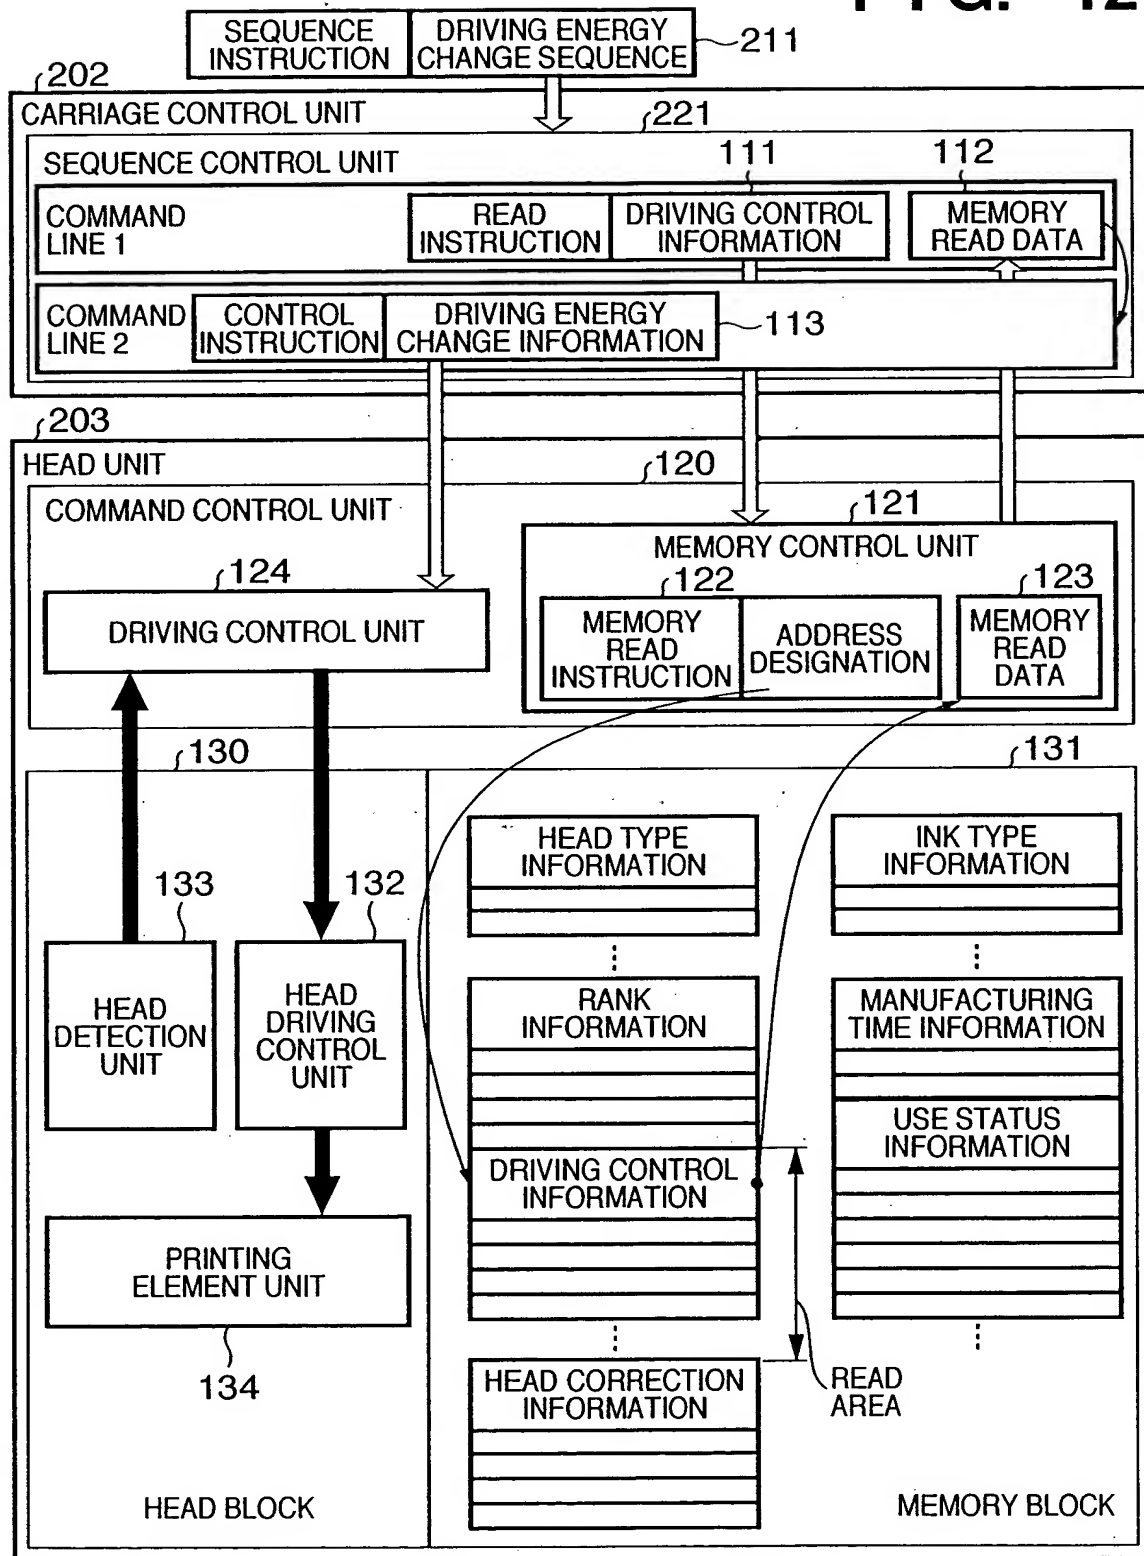 FIG. 12
SEQUENCE
INSTRUCTION
DRIVING ENERGY
CHANGE SEQUENCE
211
202
CARRIAGE CONTROL UNIT
221
SEQUENCE CONTROL UNIT
111
112
COMMAND
LINE 1
READ
INSTRUCTION
DRIVING CONTROL
INFORMATION
MEMORY
READ DATA
COMMAND
LINE 2
CONTROL
INSTRUCTION
DRIVING ENERGY
CHANGE INFORMATION
113
203
HEAD UNIT
120
COMMAND CONTROL UNIT
121
MEMORY CONTROL UNIT
124
122
123
DRIVING CONTROL UNIT
MEMORY
READ
INSTRUCTION
ADDRESS
DESIGNATION
MEMORY
READ
DATA
130
131
HEAD TYPE
INFORMATION
INK TYPE
INFORMATION
133
132
HEAD
DETECTION
UNIT
HEAD
DRIVING
CONTROL
UNIT
RANK
INFORMATION
MANUFACTURING
TIME INFORMATION
USE STATUS
INFORMATION
DRIVING CONTROL
INFORMATION
PRINTING
ELEMENT UNIT
134
READ
AREA
HEAD CORRECTION
INFORMATION
HEAD BLOCK
MEMORY BLOCK